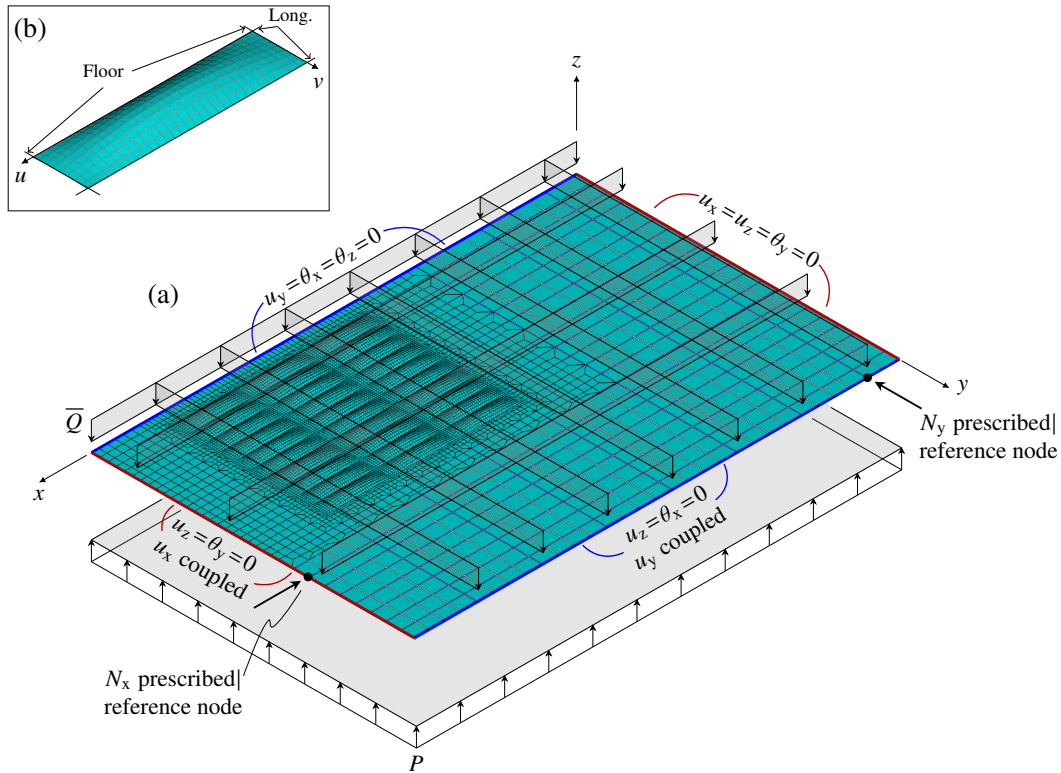 (b)
Long.
Floor
v
u
z
(a)
u_y=θ_x=θ_z=0
u_x=u_z=θ_y=0
y
Q̅
x
N_y prescribed|
reference node
u_z=θ_y=0
u_x coupled
u_z=θ_x=0
u_y coupled
N_x prescribed|
reference node
P